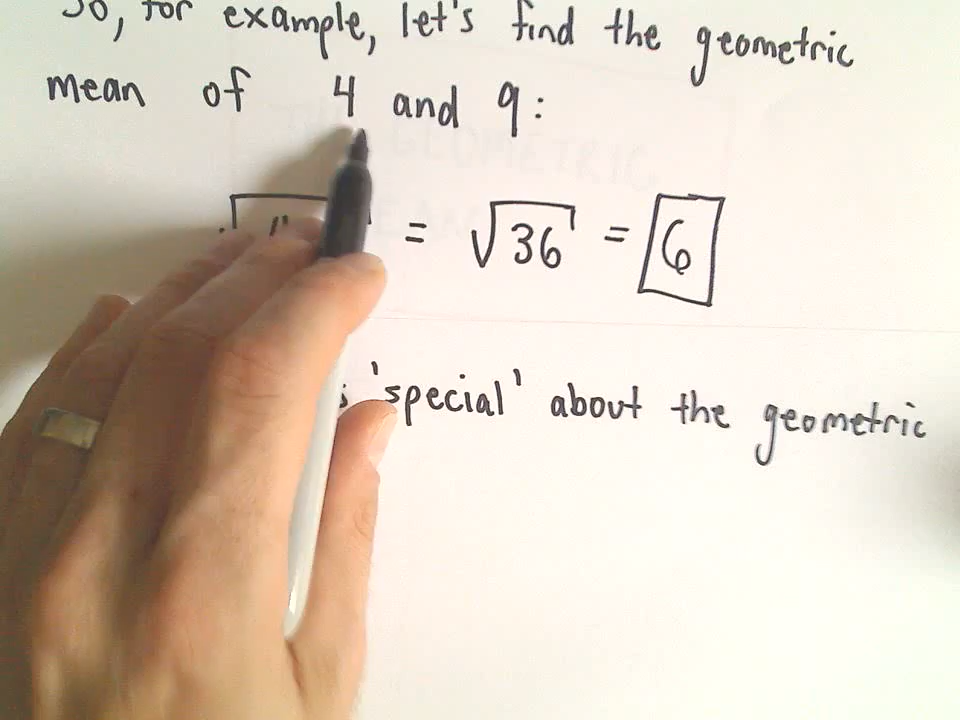 So, for example, let's find the geometric
mean of 4 and 9:
= √36 = 6
'special' about the geometric